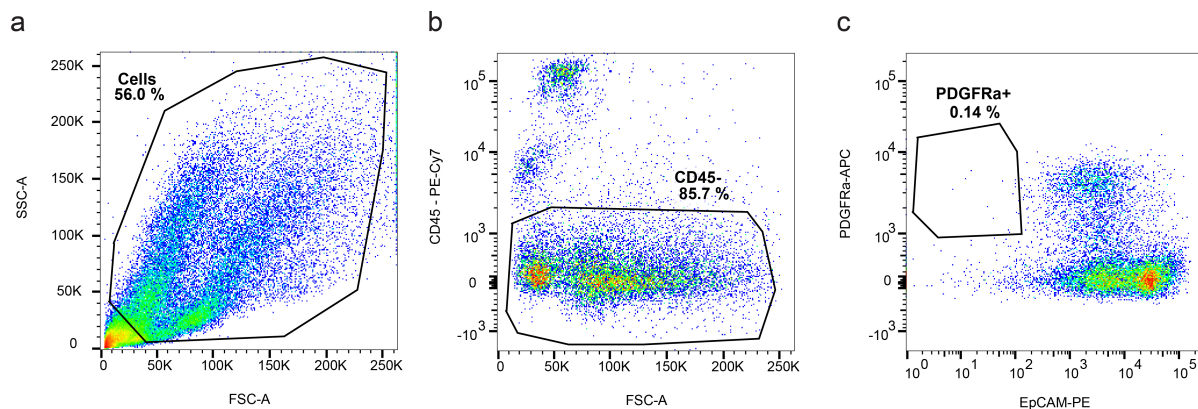 a
Cells
56.0 %
250K
200K
150K
100K
50K
0
SSC-A
0
50K
100K
150K
200K
250K
FSC-A
b
CD45-
85.7 %
10^5
10^4
10^3
0
-10^3
CD45 - PE-Cy7
0
50K
100K
150K
200K
250K
FSC-A
c
PDGFRa+
0.14 %
10^5
10^4
10^3
0
-10^3
PDGFRa-APC
10^0
10^1
10^2
10^3
10^4
10^5
EpCAM-PE